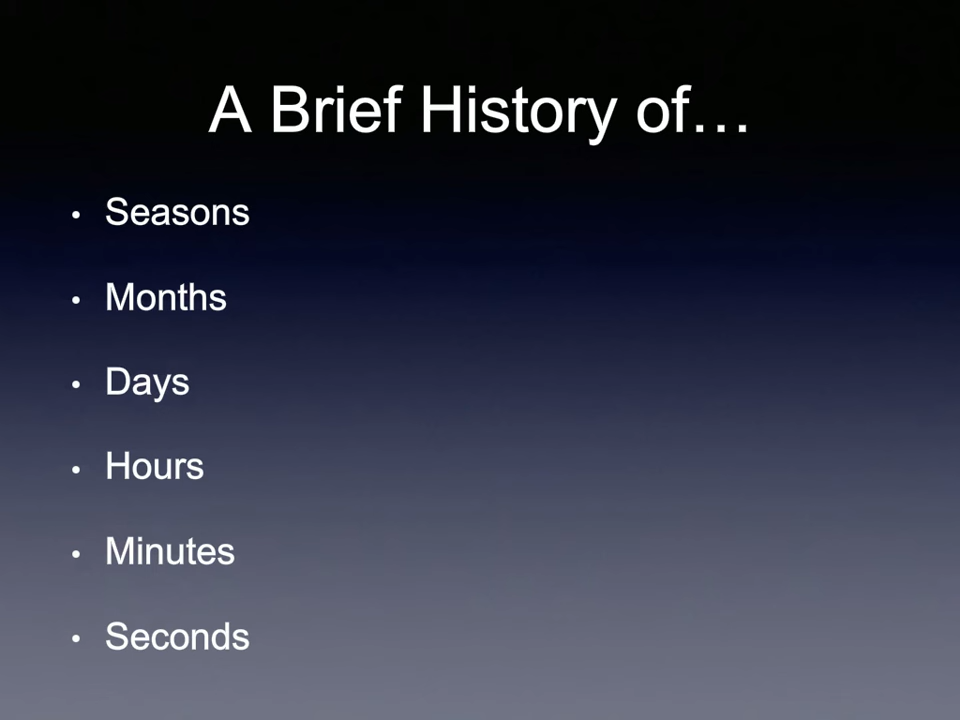 A Brief History of…
• Seasons
• Months
• Days
• Hours
• Minutes
• Seconds